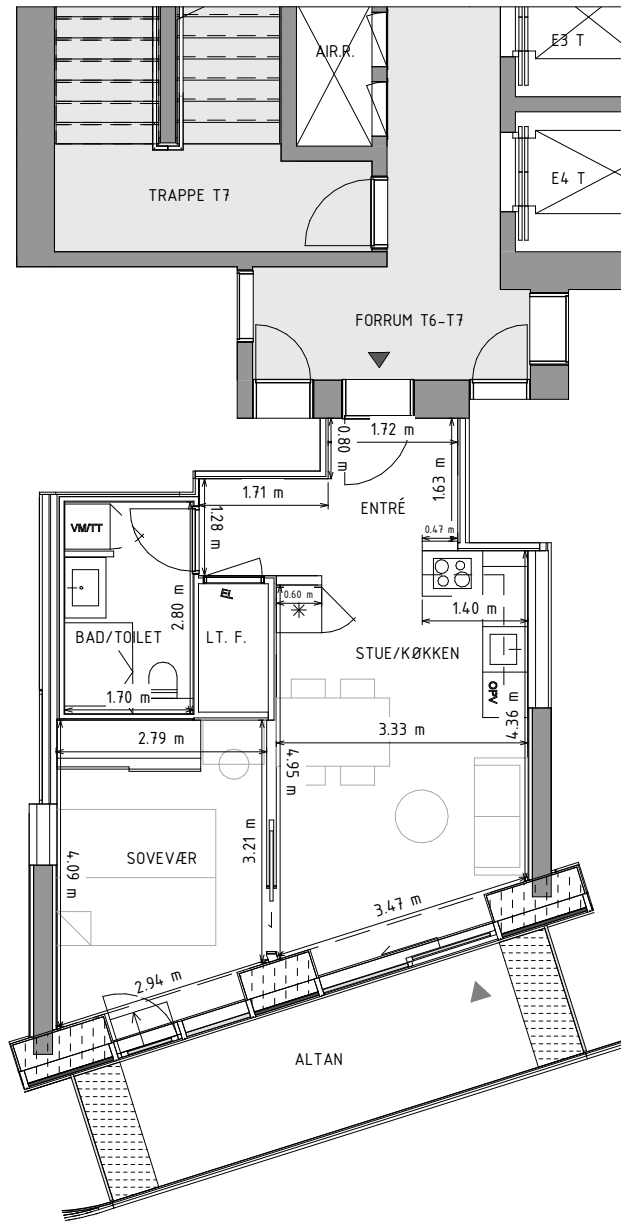 AIR.R.
E3 T
E4 T
TRAPPE T7
FORRUM T6-T7
1.72 m
0.80 m
1.63 m
1.71 m
ENTRÉ
1.28 m
VM/TT
0.47 m
EL
0.60 m
1.40 m
2.80 m
BAD/TOILET
LT. F.
STUE/KØKKEN
OPV
1.70 m
4.36 m
2.79 m
3.33 m
4.95 m
3.21 m
SOVEVÆR
4.09 m
3.47 m
2.94 m
ALTAN